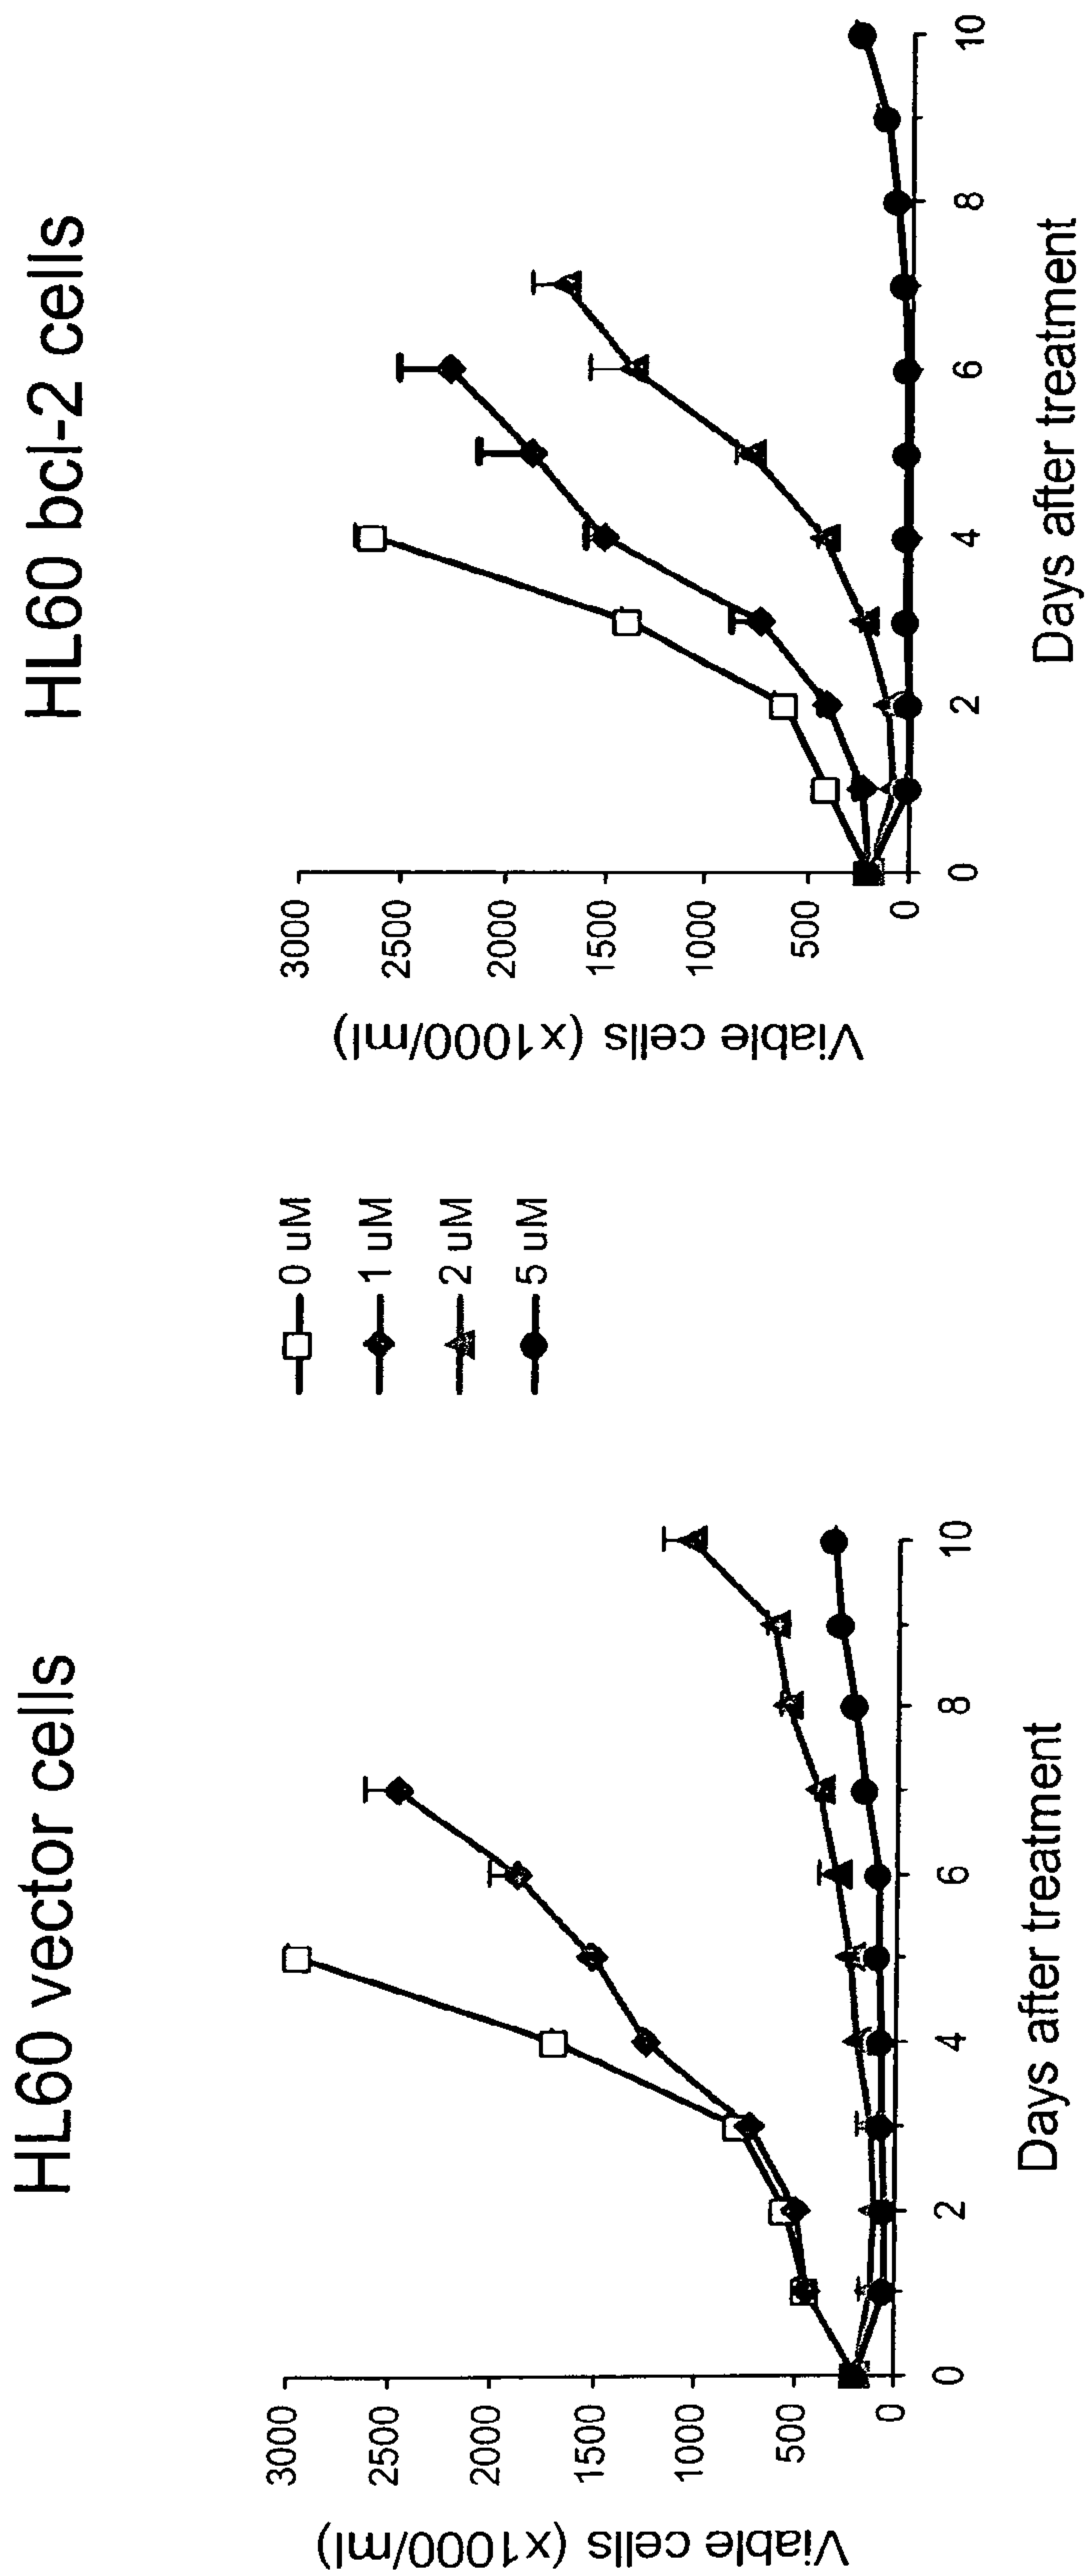 HL60 vector cells
Viable cells (x1000/ml)
3000
2500
2000
1500
1000
500
0
0
2
4
6
8
10
Days after treatment
0 uM
1 uM
2 uM
5 uM
HL60 bcl-2 cells
Viable cells (x1000/ml)
3000
2500
2000
1500
1000
500
0
0
2
4
6
8
10
Days after treatment